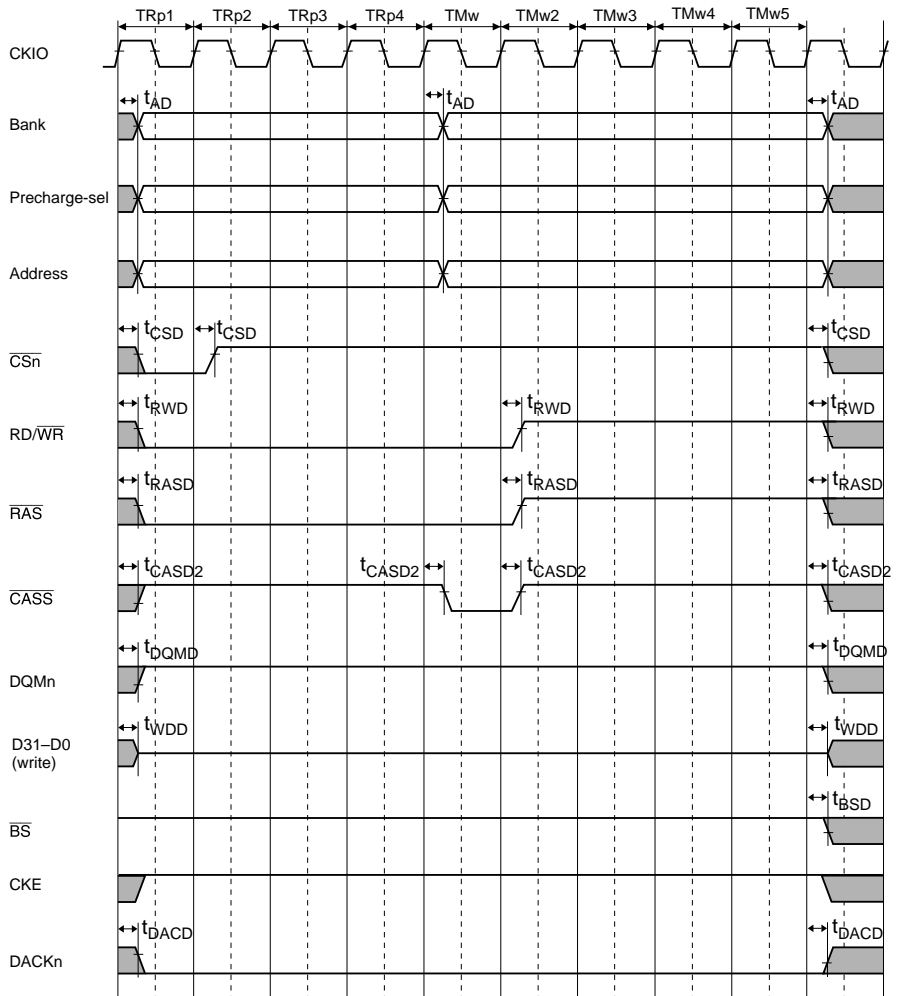 TRp1 TRp2 TRp3 TRp4 TMw TMw2 TMw3 TMw4 TMw5
CKIO
tAD tAD tAD
Bank
Precharge-sel
Address
tCSD tCSD tCSD
CSn
tRWD tRWD tRWD
RD/WR
tRASD tRASD tRASD
RAS
tCASD2 tCASD2 tCASD2 tCASD2
CASS
tDQMD tDQMD
DQMn
tWDD tWDD
D31–D0
(write)
tBSD
BS
CKE
tDACD tDACD
DACKn